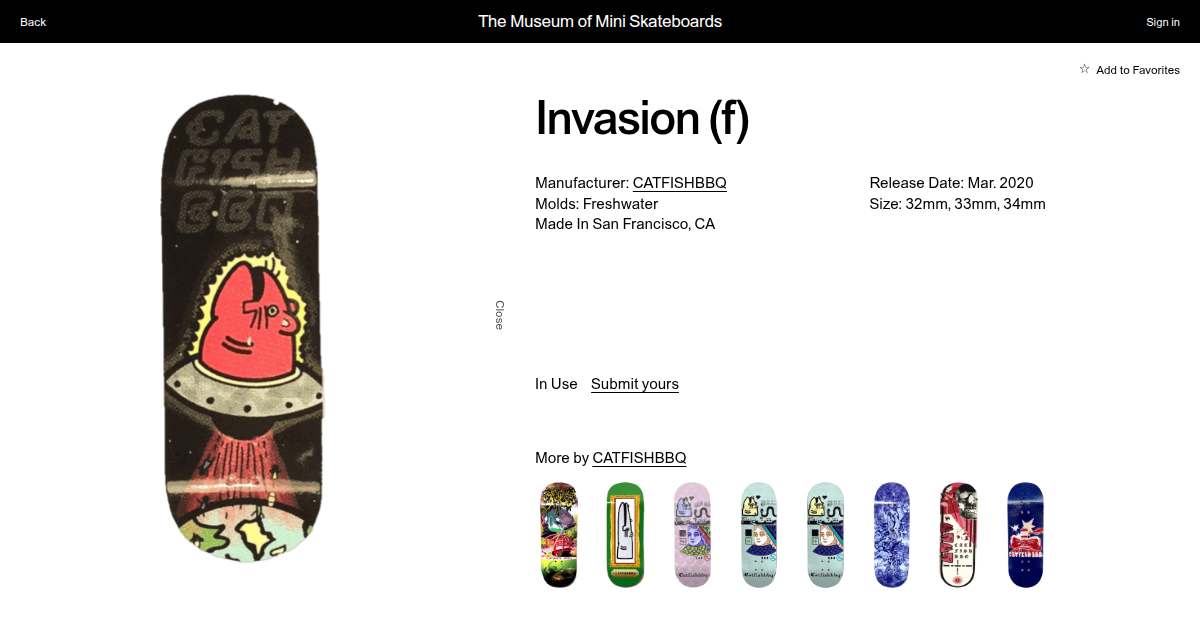 Back
The Museum of Mini Skateboards
Sign in
☆ Add to Favorites
CAT
FISH
BBQ
Invasion (f)
Manufacturer: CATFISHBBQ
Molds: Freshwater
Made In San Francisco, CA
Release Date: Mar. 2020
Size: 32mm, 33mm, 34mm
Close
In Use Submit yours
More by CATFISHBBQ